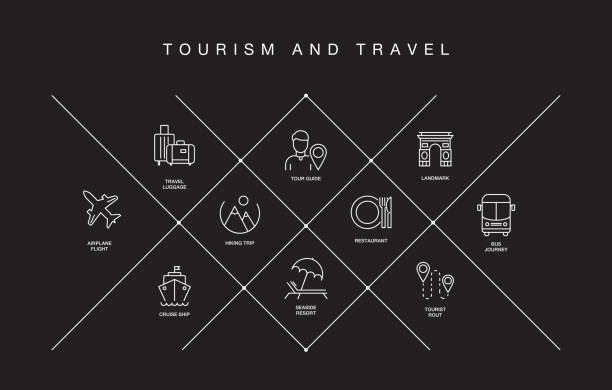 TOURISM AND TRAVEL
TRAVEL
LUGGAGE
TOUR GUIDE
LANDMARK
AIRPLANE
FLIGHT
HIKING TRIP
RESTAURANT
BUS
JOURNEY
CRUISE SHIP
SEASIDE
RESORT
TOURIST
ROUT